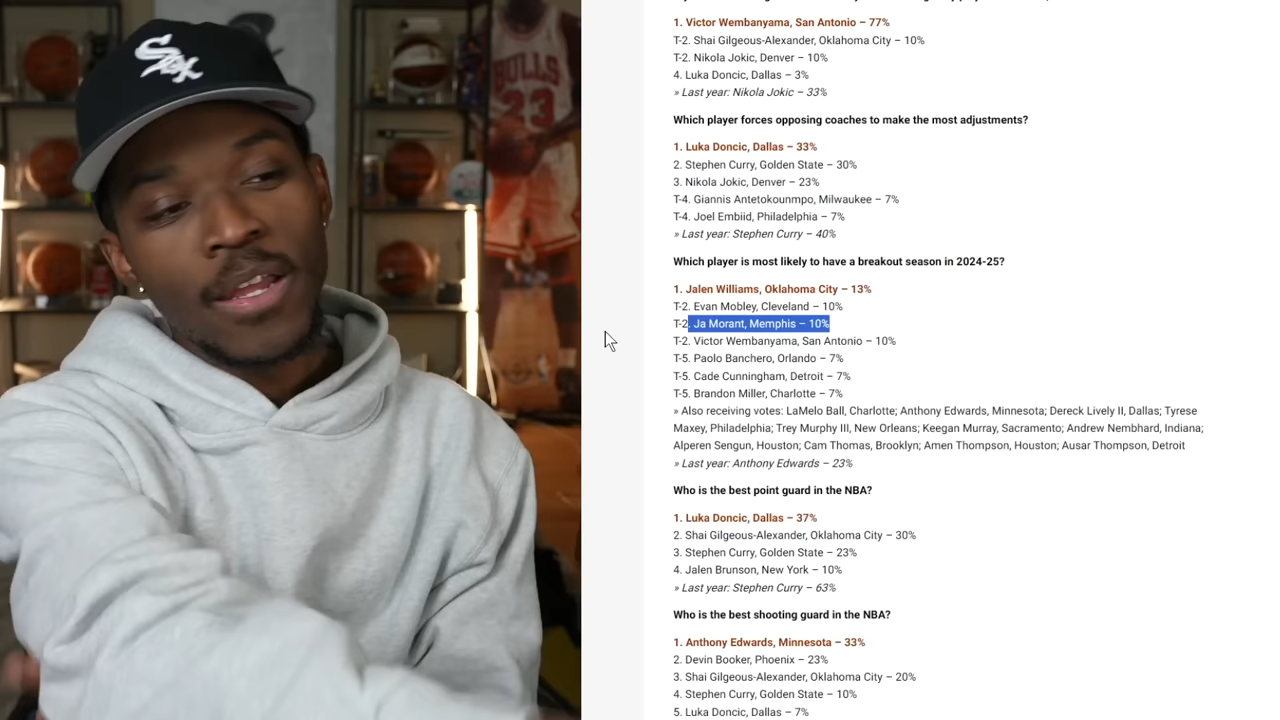 Sox
BULLS
23
1. Victor Wembanyama, San Antonio – 77%
T-2. Shai Gilgeous-Alexander, Oklahoma City – 10%
T-2. Nikola Jokic, Denver – 10%
4. Luka Doncic, Dallas – 3%
» Last year: Nikola Jokic – 33%
Which player forces opposing coaches to make the most adjustments?
1. Luka Doncic, Dallas – 33%
2. Stephen Curry, Golden State – 30%
3. Nikola Jokic, Denver – 23%
T-4. Giannis Antetokounmpo, Milwaukee – 7%
T-4. Joel Embiid, Philadelphia – 7%
» Last year: Stephen Curry – 40%
Which player is most likely to have a breakout season in 2024-25?
1. Jalen Williams, Oklahoma City – 13%
T-2. Evan Mobley, Cleveland – 10%
T-2. Ja Morant, Memphis – 10%
T-2. Victor Wembanyama, San Antonio – 10%
T-5. Paolo Banchero, Orlando – 7%
T-5. Cade Cunningham, Detroit – 7%
T-5. Brandon Miller, Charlotte – 7%
» Also receiving votes: LaMelo Ball, Charlotte; Anthony Edwards, Minnesota; Dereck Lively II, Dallas; Tyrese
Maxey, Philadelphia; Trey Murphy III, New Orleans; Keegan Murray, Sacramento; Andrew Nembhard, Indiana;
Alperen Sengun, Houston; Cam Thomas, Brooklyn; Amen Thompson, Houston; Ausar Thompson, Detroit
» Last year: Anthony Edwards – 23%
Who is the best point guard in the NBA?
1. Luka Doncic, Dallas – 37%
2. Shai Gilgeous-Alexander, Oklahoma City – 30%
3. Stephen Curry, Golden State – 23%
4. Jalen Brunson, New York – 10%
» Last year: Stephen Curry – 63%
Who is the best shooting guard in the NBA?
1. Anthony Edwards, Minnesota – 33%
2. Devin Booker, Phoenix – 23%
3. Shai Gilgeous-Alexander, Oklahoma City – 20%
4. Stephen Curry, Golden State – 10%
5. Luka Doncic, Dallas – 7%